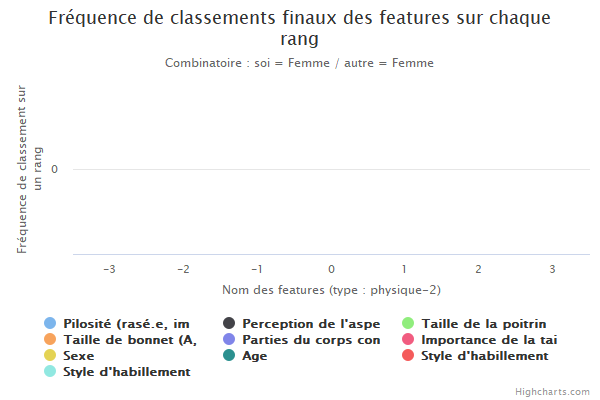 Fréquence de classements finaux des features sur chaque
rang
Combinatoire : soi = Femme / autre = Femme
Fréquence de classement sur
un rang
0
-3 -2 -1 0 1 2 3
Nom des features (type : physique-2)
Pilosité (rasé.e, im Perception de l'aspe Taille de la poitrin
Taille de bonnet (A, Parties du corps con Importance de la tai
Sexe Age Style d'habillement
Style d'habillement
Highcharts.com